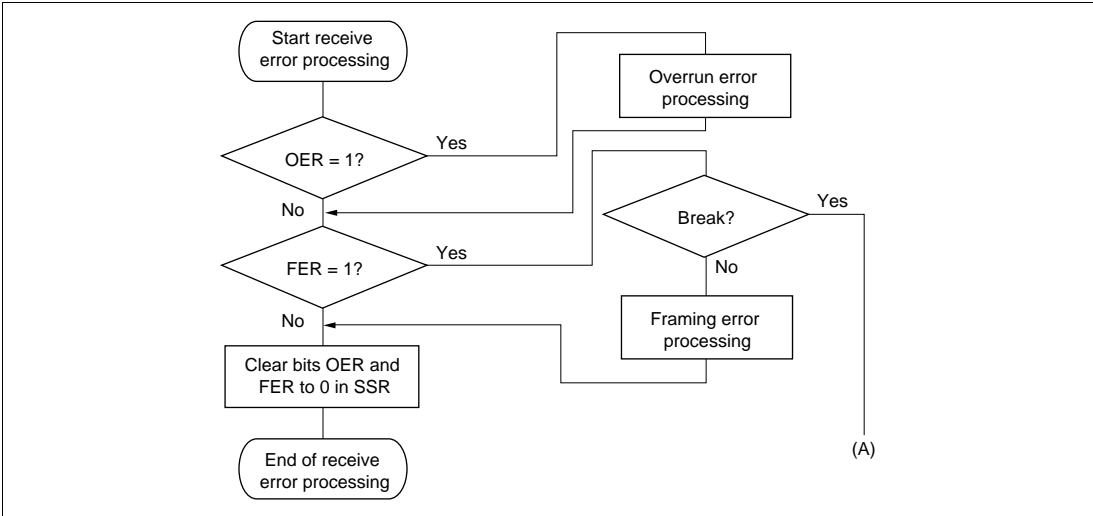 Start receive
error processing
OER = 1?
Yes
Overrun error
processing
No
FER = 1?
Yes
Break?
Yes
No
Framing error
processing
No
Clear bits OER and
FER to 0 in SSR
End of receive
error processing
(A)